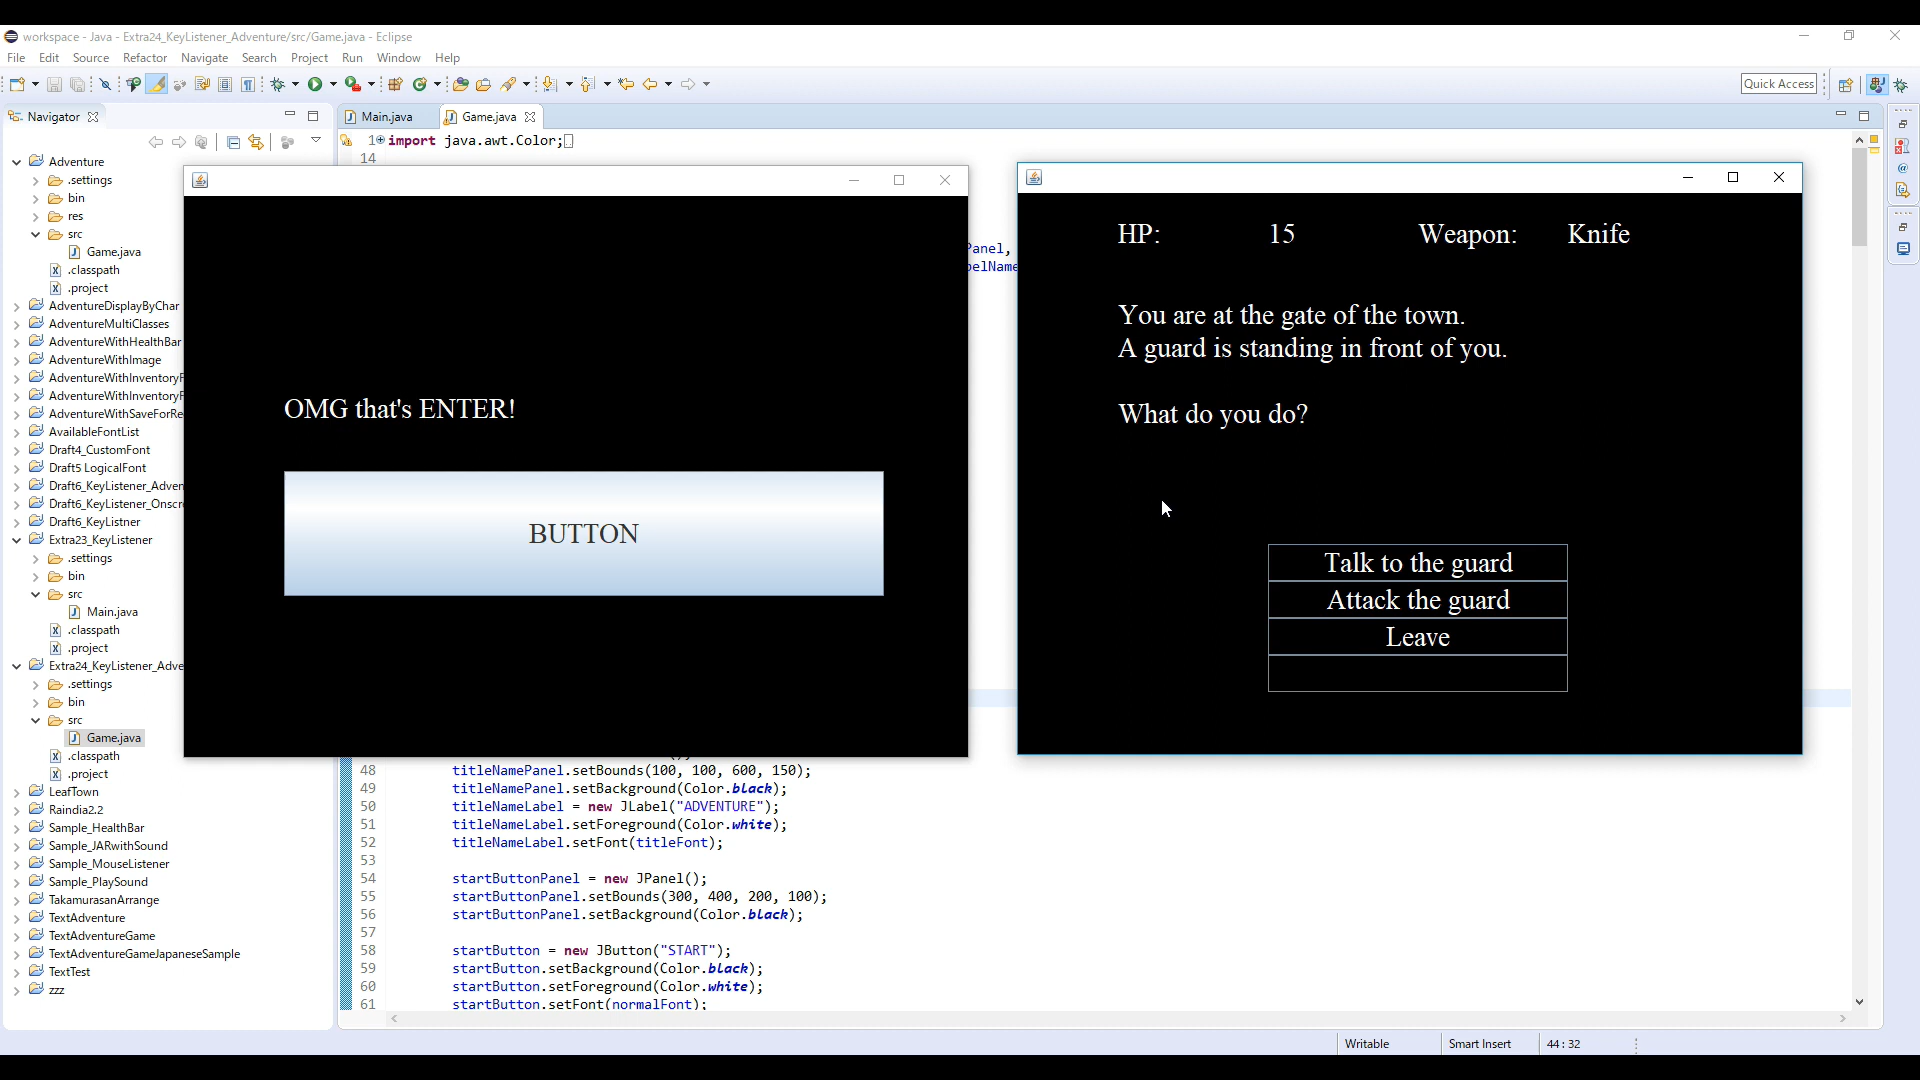 workspace - Java - Extra24_KeyListener_Adventure/src/Game.java - Eclipse
File Edit Source Refactor Navigate Search Project Run Window Help
Quick Access
Navigator
Main.java
Game.java
1 import java.awt.Color;
14
Adventure
.settings
bin
res
src
Game.java
.classpath
.project
AdventureDisplayByChar
AdventureMultiClasses
AdventureWithHealthBar
AdventureWithImage
AdventureWithInventoryF
AdventureWithInventoryF
AdventureWithSaveForRe
AvailableFontList
Draft4_CustomFont
Draft5 LogicalFont
Draft6_KeyListener_Adven
Draft6_KeyListener_Onscr
Draft6_KeyListner
Extra23_KeyListener
.settings
bin
src
Main.java
.classpath
.project
Extra24_KeyListener_Adve
.settings
bin
src
Game.java
.classpath
.project
LeafTown
Raindia2.2
Sample_HealthBar
Sample_JARwithSound
Sample_MouseListener
Sample_PlaySound
TakamurasanArrange
TextAdventure
TextAdventureGame
TextAdventureGameJapaneseSample
TextTest
zzz
OMG that's ENTER!
BUTTON
Panel,
belName
HP: 15 Weapon: Knife
You are at the gate of the town.
A guard is standing in front of you.
What do you do?
Talk to the guard
Attack the guard
Leave
48 titleNamePanel.setBounds(100, 100, 600, 150);
49 titleNamePanel.setBackground(Color.black);
50 titleNameLabel = new JLabel("ADVENTURE");
51 titleNameLabel.setForeground(Color.white);
52 titleNameLabel.setFont(titleFont);
53
54 startButtonPanel = new JPanel();
55 startButtonPanel.setBounds(300, 400, 200, 100);
56 startButtonPanel.setBackground(Color.black);
57
58 startButton = new JButton("START");
59 startButton.setBackground(Color.black);
60 startButton.setForeground(Color.white);
61 startButton.setFont(normalFont);
Writable Smart Insert 44 : 32